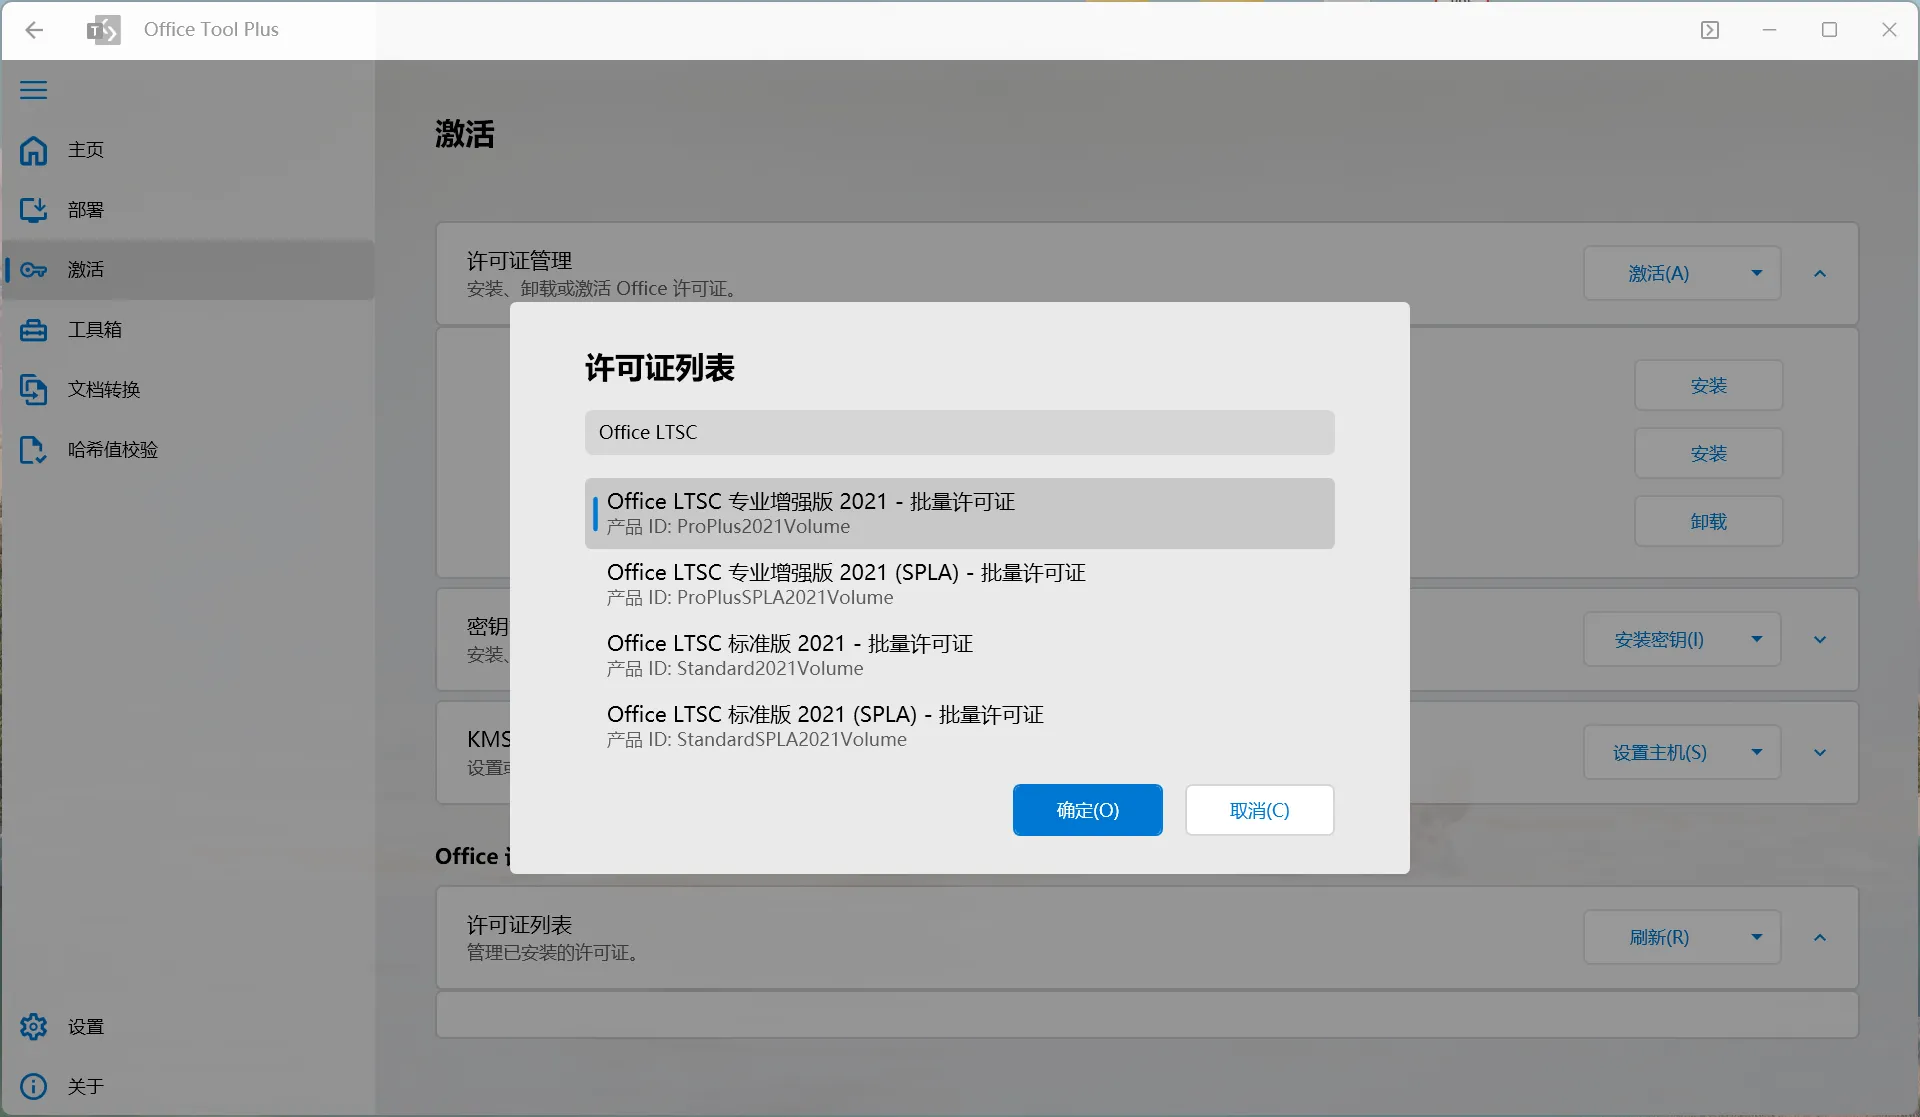 Office Tool Plus
主页
部署
激活
工具箱
文档转换
哈希值校验
设置
关于
激活
许可证管理
安装、卸载或激活 Office 许可证。
激活(A)
安装
安装
卸载
密钥
安装、
安装密钥(I)
KMS
设置
设置主机(S)
Office
许可证列表
管理已安装的许可证。
刷新(R)
许可证列表
Office LTSC
Office LTSC 专业增强版 2021 - 批量许可证
产品 ID: ProPlus2021Volume
Office LTSC 专业增强版 2021 (SPLA) - 批量许可证
产品 ID: ProPlusSPLA2021Volume
Office LTSC 标准版 2021 - 批量许可证
产品 ID: Standard2021Volume
Office LTSC 标准版 2021 (SPLA) - 批量许可证
产品 ID: StandardSPLA2021Volume
确定(O)
取消(C)